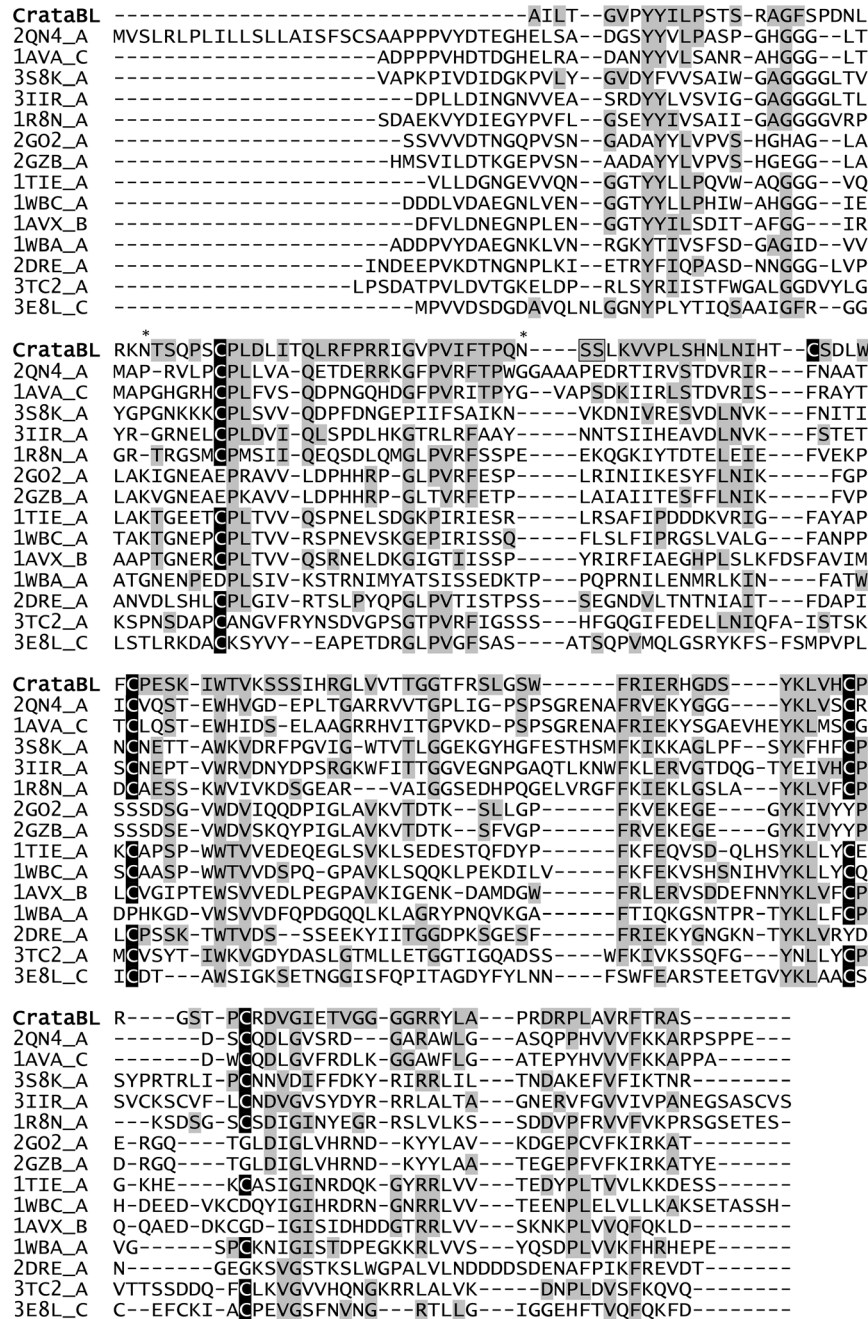 CrataBL ------------------------------AILT--GVPYYILPSTS-RAGFSPDNL
2QN4_A MVSLRLPLILLSLLAISFSCSAAPPPVYDTEGHELSA--DGSYYVLPASP-GHGGG--LT
1AVA_C -------------------ADPPPVHDTDGHELRA--DANYYVLSANR-AHGGG--LT
3S8K_A -------------------VAPKPIVDIDGKPVLY--GVDYFVVSAIW-GAGGGGLTV
3IIR_A ----------------------DPLLDINGNVVEA--SRDYYLVSVIG-GAGGGGLTL
1R8N_A -------------------SDAEKVYDIEGYPVFL--GSEYYIVSAII-GAGGGGVRP
2GO2_A ---------------------SSVVVDTNGQPVSN--GADAYYLVPVS-HGHAG--LA
2GZB_A --------------------HMSVILDTKGEPVSN--AADAYYLVPVS-HGEGG--LA
1TIE_A -----------------------VLLDGNGEVVQN--GGTYYLLPQVW-AQGGG--VQ
1WBC_A --------------------DDDLVDAEGNLVEN--GGTYYLLPHIW-AHGGG--IE
1AVX_B ----------------------DFVLDNEGNPLEN--GGTYYILSDIT-AFGG---IR
1WBA_A -------------------ADDPPVYDAEGNKLVN--RGKYTIVSFSD-GAGID--VV
2DRE_A ------------------INDEEPVKDTNGNPLKI--ETRYFIQPASD-NNGGG--LVP
3TC2_A -----------------LPSDATPVLDVTGKELDP--RLSYRIISTFWGALGGDVYLG
3E8L_C ----------------------MPVVDSDGDAVQLNLGGNYPLYTIQSAAIGFR--GG
* *
CrataBL RKNTSQPSCPLDLITQLRFPRRIGVPVIFTPQN----SSLKVVPLSHNLNIHT--CSDLW
2QN4_A MAP-RVLPCPLLVA-QETDERRKGFPVRFTPWGGAAAPEDRTIRVSTDVRIR---FNAAT
1AVA_C MAPGHGRHCPLFVS-QDPNGQHDGFPVRITPYG-VAPSDKIIRLSTDVRIS---FRAYT
3S8K_A YGPGNKKKCPLSVV-QDPFDNGEPIIFSAIKN-----VKDNIVRESVDLNVK--FNITI
3IIR_A YR-GRNELCPLDVI-QLSPDLHKGTRLRFAAY-----NNTSIIHEAVDLNVK--FSTET
1R8N_A GR-TRGSMCPMSII-QEQSDLQMGLPVRFSSPE----EKQGKIYTDTELEIE--FVEKP
2GO2_A LAKIGNEAEPRAVV-LDPHHRP-GLPVRFESP-----LRINIIKESYFLNIK----FGP
2GZB_A LAKVGNEAEPKAVV-LDPHHRP-GLTVRFETP-----LAIAIITESFFLNIK----FVP
1TIE_A LAKTGEETCPLTVV-QSPNELSDGKPIRIESR-----LRSAFIPDDDKVRIG--FAYAP
1WBC_A TAKTGNEPCPLTVV-RSPNEVSKGEPIRISSQ-----FLSLFIPRGSLVALG--FANPP
1AVX_B AAPTGNERCPLTVV-QSRNELDKGIGTIISSP-----YRIRFIAEGHPLSLKFDSFAVIM
1WBA_A ATGNENPEDPLSIV-KSTRNIMYATSISSEDKTP---PQPRNILENMRLKIN---FATW
2DRE_A ANVDLSHLCPLGIV-RTSLPYQPGLPVTISTPSS---SEGNDVLTNTNIAIT---FDAPI
3TC2_A KSPNSDAPCANGVFRYNSDVGPSGTPVRFIGSSS---HFGQGIFEDELLNIQFA-ISTSK
3E8L_C LSTLRKDACKSYVY--EAPETDRGLPVGFSAS----ATSQPVMQLGSRYKFS-FSMPVPL
CrataBL FCPESK-IWTVKSSSIHRGLVVTTGGTFRSLGSW------FRIERHGDS---YKLVHCP
2QN4_A ICVQST-EWHVGD-EPLTGARRVVTGPLIG-PSPSGRENAFRVEKYGGG---YKLVSCR
1AVA_C TCLQST-EWHIDS-ELAAGRRHVITGPVKD-PSPSGRENAFRIEKYSGAEVHEYKLMSCG
3S8K_A NCNETT-AWKVDRFPGVIG-WTVTLGGEKGYHGFESTHSMFKIKKAGLPF--SYKFHFCP
3IIR_A SCNEPT-VWRVDNYDPSRGKWFITTGGVEGNPGAQTLKNWFKLERVGTDQG-TYEIVHCP
1R8N_A DCAESS-KWVIVKDSGEAR---VAIGGSEDHPQGELVRGFFKIEKLGSLA--YKLVFCP
2GO2_A SSSDSG-VWDVIQQDPIGLAVKVTDTK--SLLGP------FKVEKEGE----GYKIVYYP
2GZB_A SSSDSE-VWDVSKQYPIGLAVKVTDTK--SFVGP------FRVEKEGE----GYKIVYYP
1TIE_A KCAPSP-WWTVVEDEQEGLSVKLSEDESTQFDYP------FKFEQVSD-QLHSYKLLYCE
1WBC_A SCAASP-WWTVVDSPQ-GPAVKLSQQKLPEKDILV-----FKFEKVSHSNIHVYKLLYCQ
1AVX_B LCVGIPTEWSVVEDLPEGPAVKIGENK-DAMDGW------FRLERVSDDEFNNYKLVFCP
1WBA_A DPHKGD-VWSVVDFQPDGQQLKLAGRYPNQVKGA------FTIQKGSNTPR-TYKLLFCP
2DRE_A LCPSSK-TWTVDS--SSEEKYIITGGDPKSGESF------FRIEKYGNGKN-TYKLVRYD
3TC2_A MCVSYT-IWKVGDYDASLGTMLLETGGTIGQADSS-----WFKIVKSSQFG---YNLLYCP
3E8L_C ICDT---AWSIGKSETNGGISFQPITAGDYFYLNN-----FSWFEARSTEETGVYKLAACS
CrataBL R----GST-PCRDVGIETVGG-GGRRYLA---PRDRPLAVRFTRAS------
2QN4_A ------D-SCQDLGVSRD---GARAWLG---ASQPPHVVVFKKARPSPPE---
1AVA_C ------D-WCQDLGVFRDLK-GGAWFLG---ATEPYHVVVFKKAPPA-----
3S8K_A SYPRTRLI-PCNNVDIFFDKY-RIRRLIL---TNDAKEFVFIKTNR-------
3IIR_A SVCKSCVF-LCNDVGVSYDYR-RRLALTA---GNERVFGVVIVPANEGSASCVS
1R8N_A ---KSDSG-SCSDIGINYEGR-RSLVLKS---SDDVPFRVVFVKPRSGSETES-
2GO2_A E-RGQ----TGLDIGLVHRND--KYYLAV---KDGEPCVFKIRKAT-------
2GZB_A D-RGQ----TGLDIGLVHRND--KYYLAA---TEGEPFVFKIRKATYE-----
1TIE_A G-KHE----KCASIGINRDQK-GYRRLVV---TEDYPLTVVLKKDESS-----
1WBC_A H-DEED-VKCDQYIGIHRDRN-GNRRLVV---TEENPLELVLLKAKSETASSH-
1AVX_B Q-QAED-DKCGD-IGISIDHDDGTRRLVV---SKNKPLVVQFQKLD-------
1WBA_A VG------SPCKNIGISTDPEGKKRLVVS---YQSDPLVVKFHRHEPE-----
2DRE_A N------GEGKSVGSTKSLWGPALVLNDDDDSDENAFPIKFREVDT-------
3TC2_A VTTSSDDQ-FCLKVGVVHQNG-KRRLALVK----DNPLDVSFKQVQ-------
3E8L_C C--EFCKI-ACPEVGSFNVNG---RTLLG---IGGEHFTVQFQKFD-------